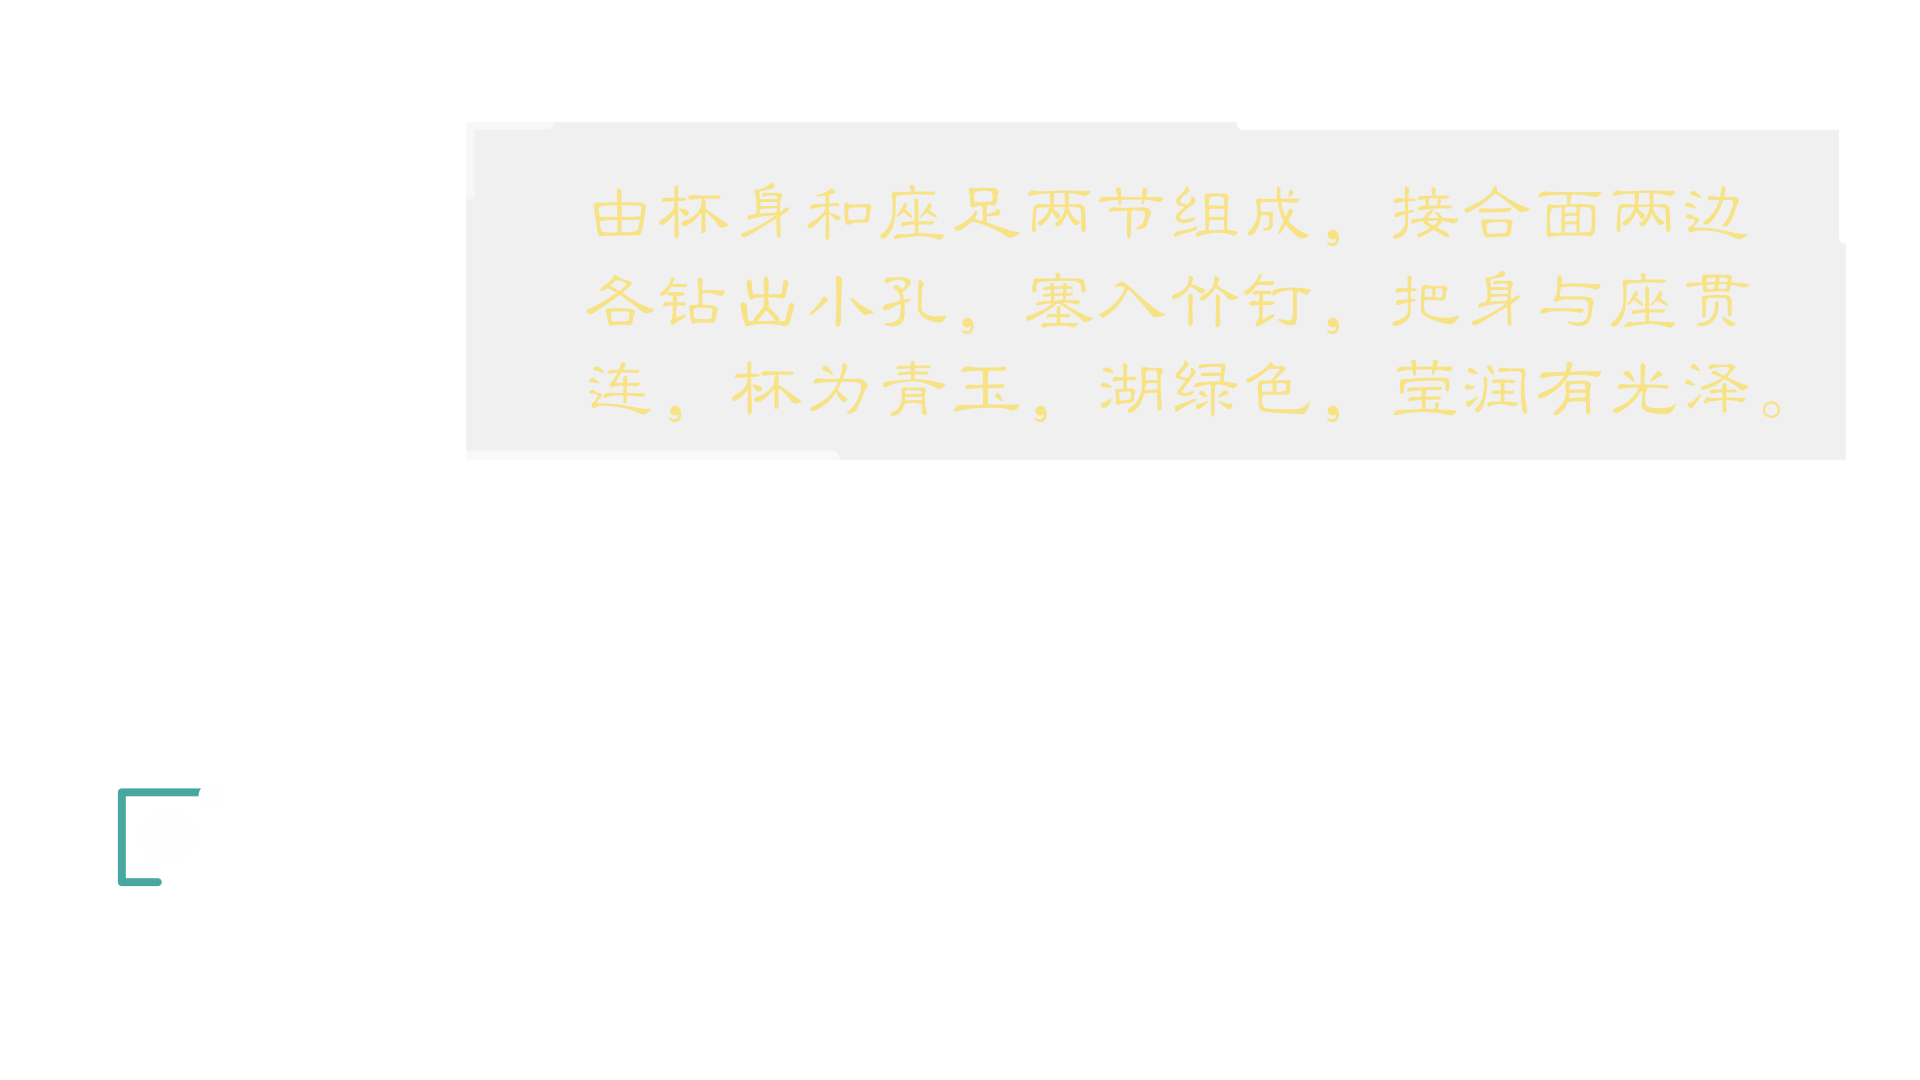 由杯身和座足两节组成，接合面两边
各钻出小孔，塞入竹钉，把身与座贯
连，杯为青玉，湖绿色，莹润有光泽。